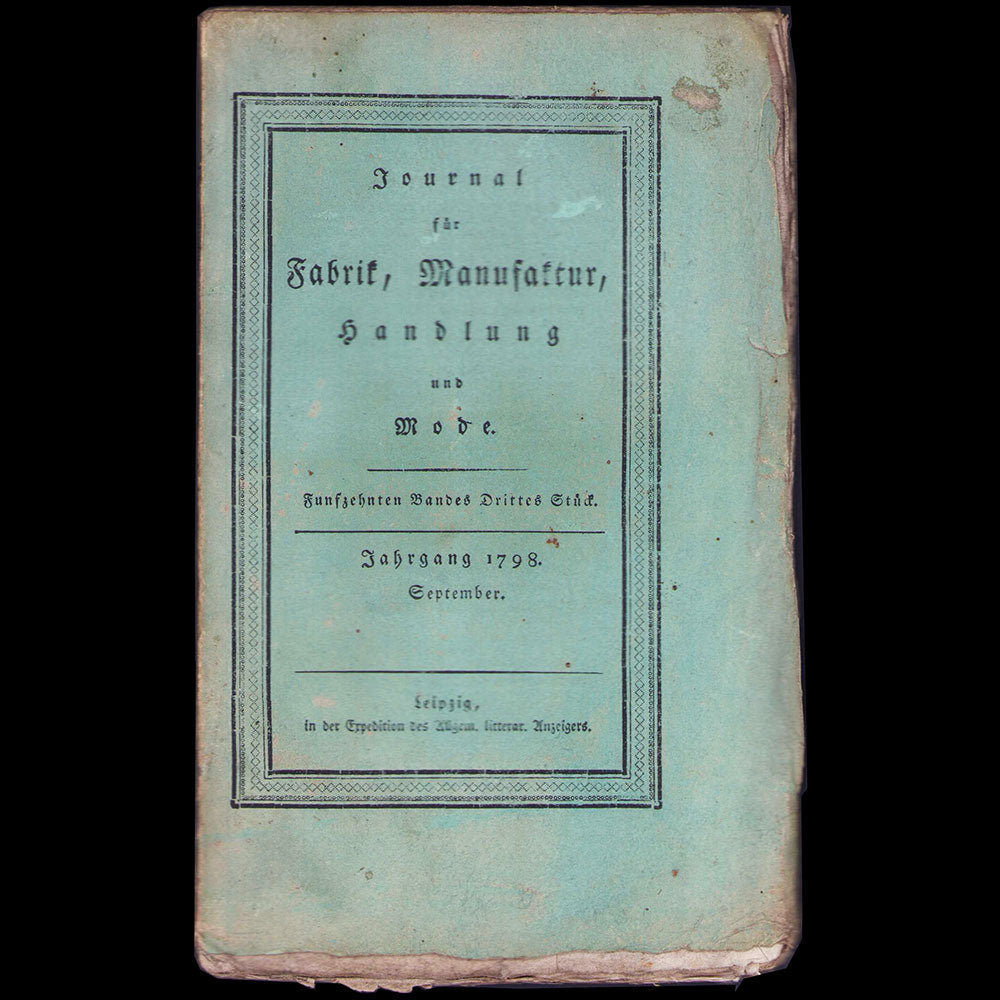 Journal
für
Fabrik, Manufaktur,
Handlung
und
Mode.
Funfzehnten Bandes Drittes Stück.
Jahrgang 1798.
September.
Leipzig,
in der Expedition des Allgem. litterar. Anzeigers.